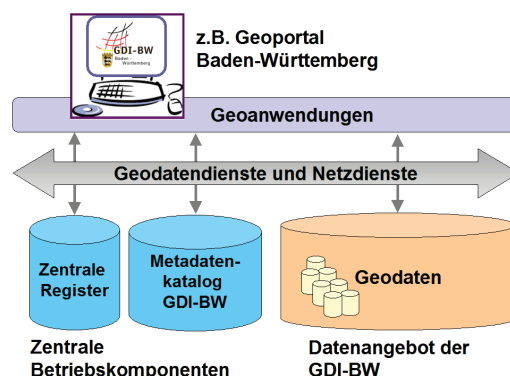 GDI-BW
Baden -
Württemberg
z.B. Geoportal
Baden-Württemberg
Geoanwendungen
Geodatendienste und Netzdienste
Zentrale
Register
Metadaten-
katalog
GDI-BW
Geodaten
Zentrale
Betriebskomponenten
Datenangebot der
GDI-BW